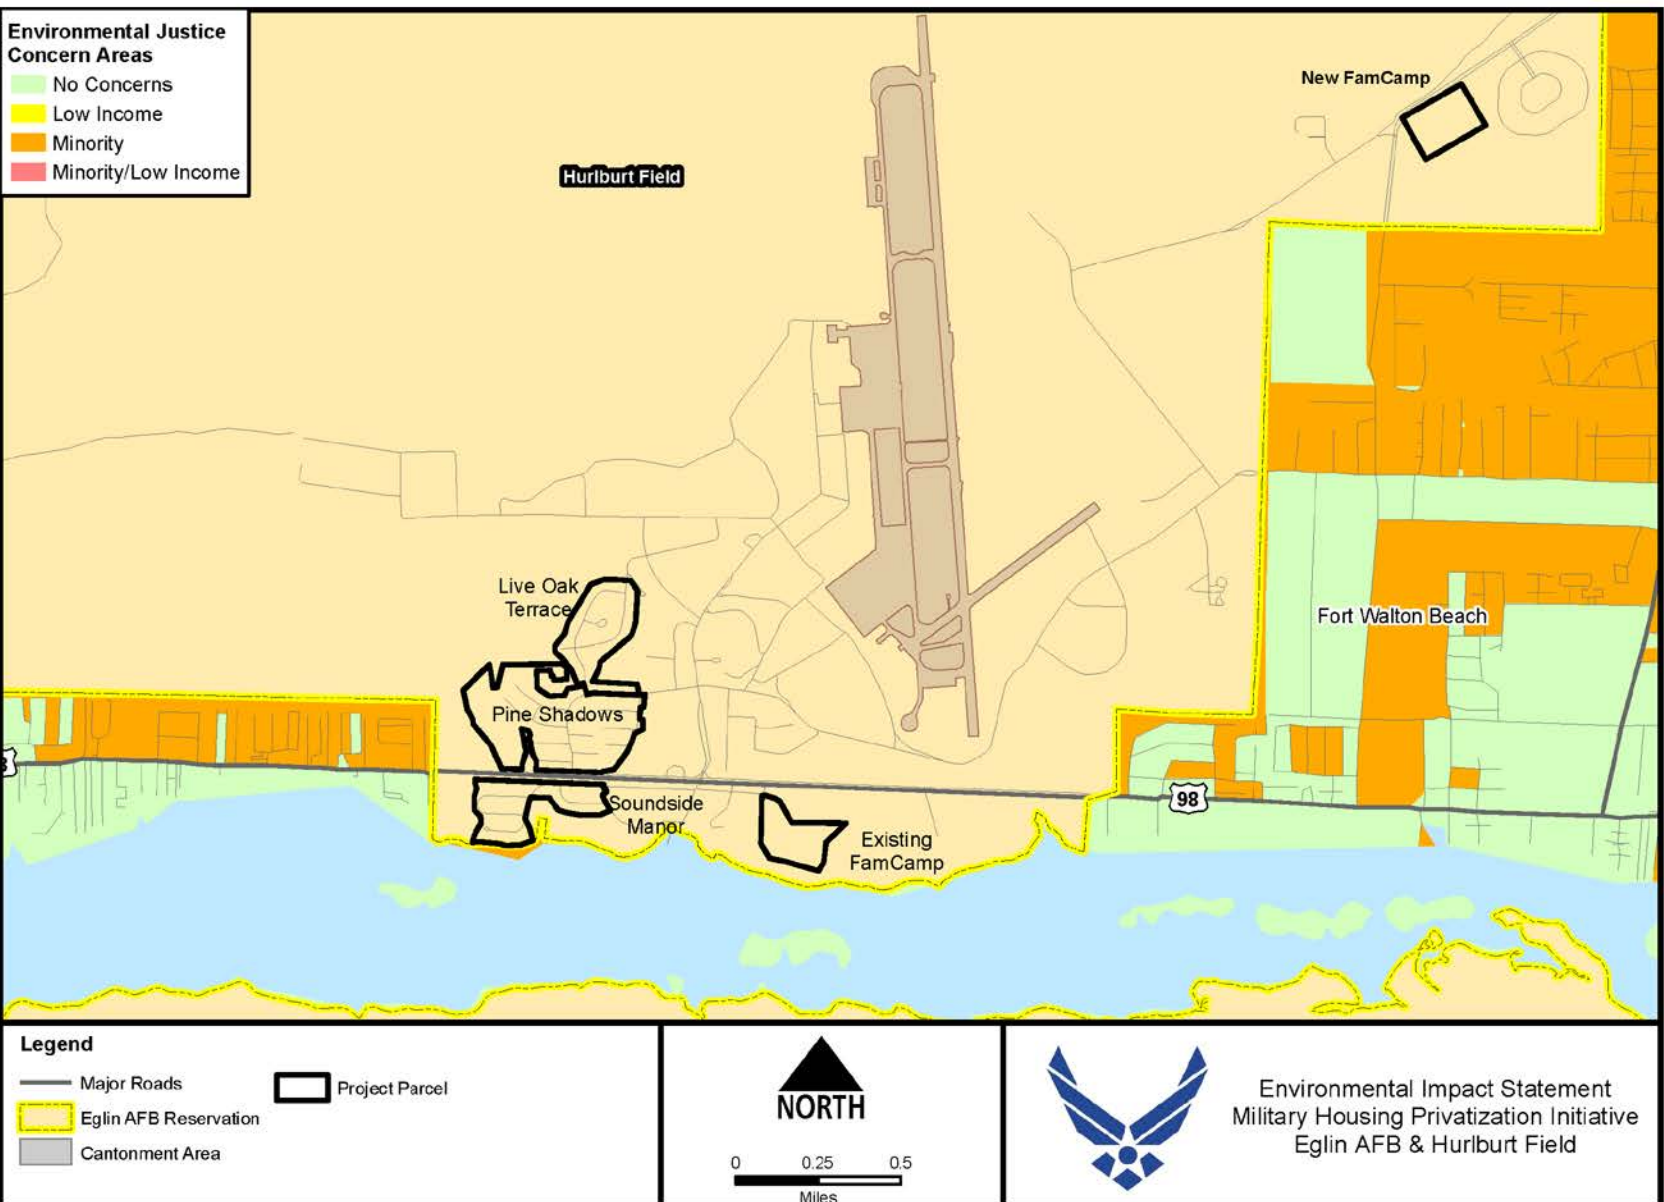 Environmental Justice
Concern Areas
No Concerns
Low Income
Minority
Minority/Low Income
New FamCamp
Hurlburt Field
Live Oak
Terrace
Pine Shadows
Fort Walton Beach
Soundside
Manor
98
Existing
FamCamp
Legend
Major Roads
Project Parcel
Eglin AFB Reservation
Cantonment Area
NORTH
0 0.25 0.5
Miles
Environmental Impact Statement
Military Housing Privatization Initiative
Eglin AFB & Hurlburt Field